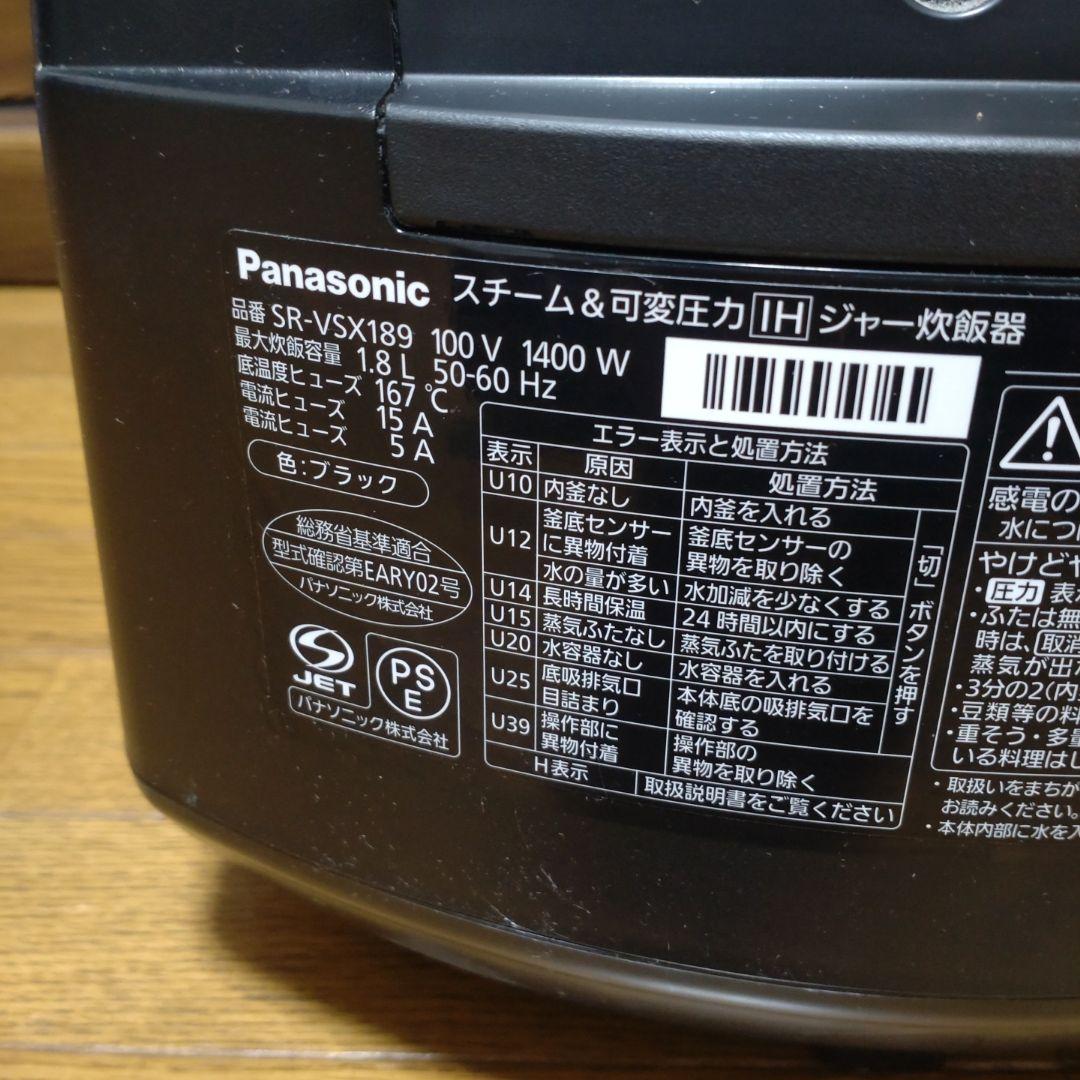 Panasonic スチーム＆可変圧力IHジャー炊飯器
品番 SR-VSX189 100 V 1400 W
最大炊飯容量 1.8 L 50-60 Hz
底温度ヒューズ 167 ℃
電流ヒューズ 15 A
電流ヒューズ 5 A
色:ブラック
総務省基準適合
型式確認第EARY02号
パナソニック株式会社
JET
PSE
パナソニック株式会社
エラー表示と処置方法
表示 原因 処置方法
U10 内釜なし 内釜を入れる
U12 釜底センサー 釜底センサーの
に異物付着 異物を取り除く
水の量が多い 水加減を少なくする
U14 長時間保温 24時間以内にする
U15 蒸気ふたなし 蒸気ふたを取り付ける
U20 水容器なし 水容器を入れる
U25 底吸排気口 本体底の吸排気口を
目詰まり 確認する
U39 操作部に 操作部の
異物付着 異物を取り除く
「切」ボタンを押す
H表示 取扱説明書をご覧ください
感電の
水につ
やけどや
・圧力 表
・ふたは無
時は、取消
蒸気が出
・3分の2(内
・豆類等の料
・重そう・多量
いる料理はし
・取扱いをまちが
お読みください。
・本体内部に水を入